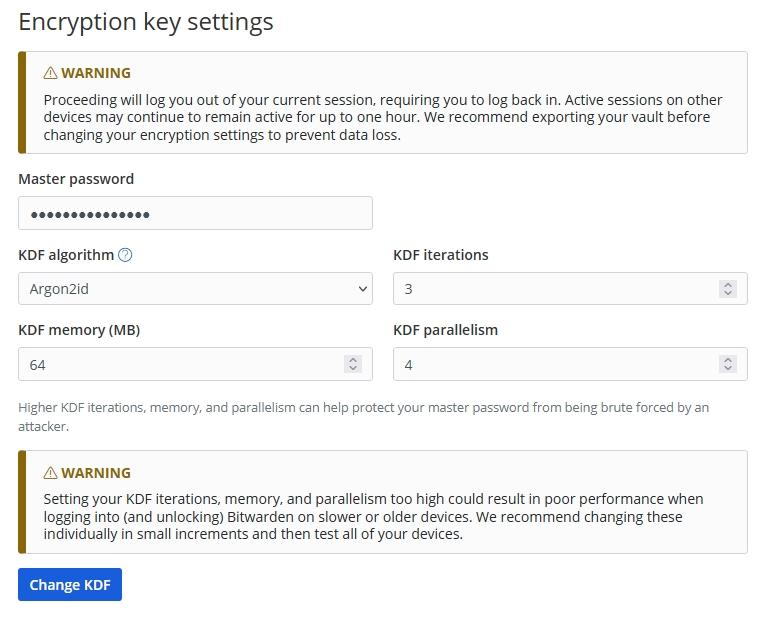 Encryption key settings
WARNING
Proceeding will log you out of your current session, requiring you to log back in. Active sessions on other
devices may continue to remain active for up to one hour. We recommend exporting your vault before
changing your encryption settings to prevent data loss.
Master password
•••••••••••••••
KDF algorithm
KDF iterations
Argon2id
3
KDF memory (MB)
KDF parallelism
64
4
Higher KDF iterations, memory, and parallelism can help protect your master password from being brute forced by an
attacker.
WARNING
Setting your KDF iterations, memory, and parallelism too high could result in poor performance when
logging into (and unlocking) Bitwarden on slower or older devices. We recommend changing these
individually in small increments and then test all of your devices.
Change KDF